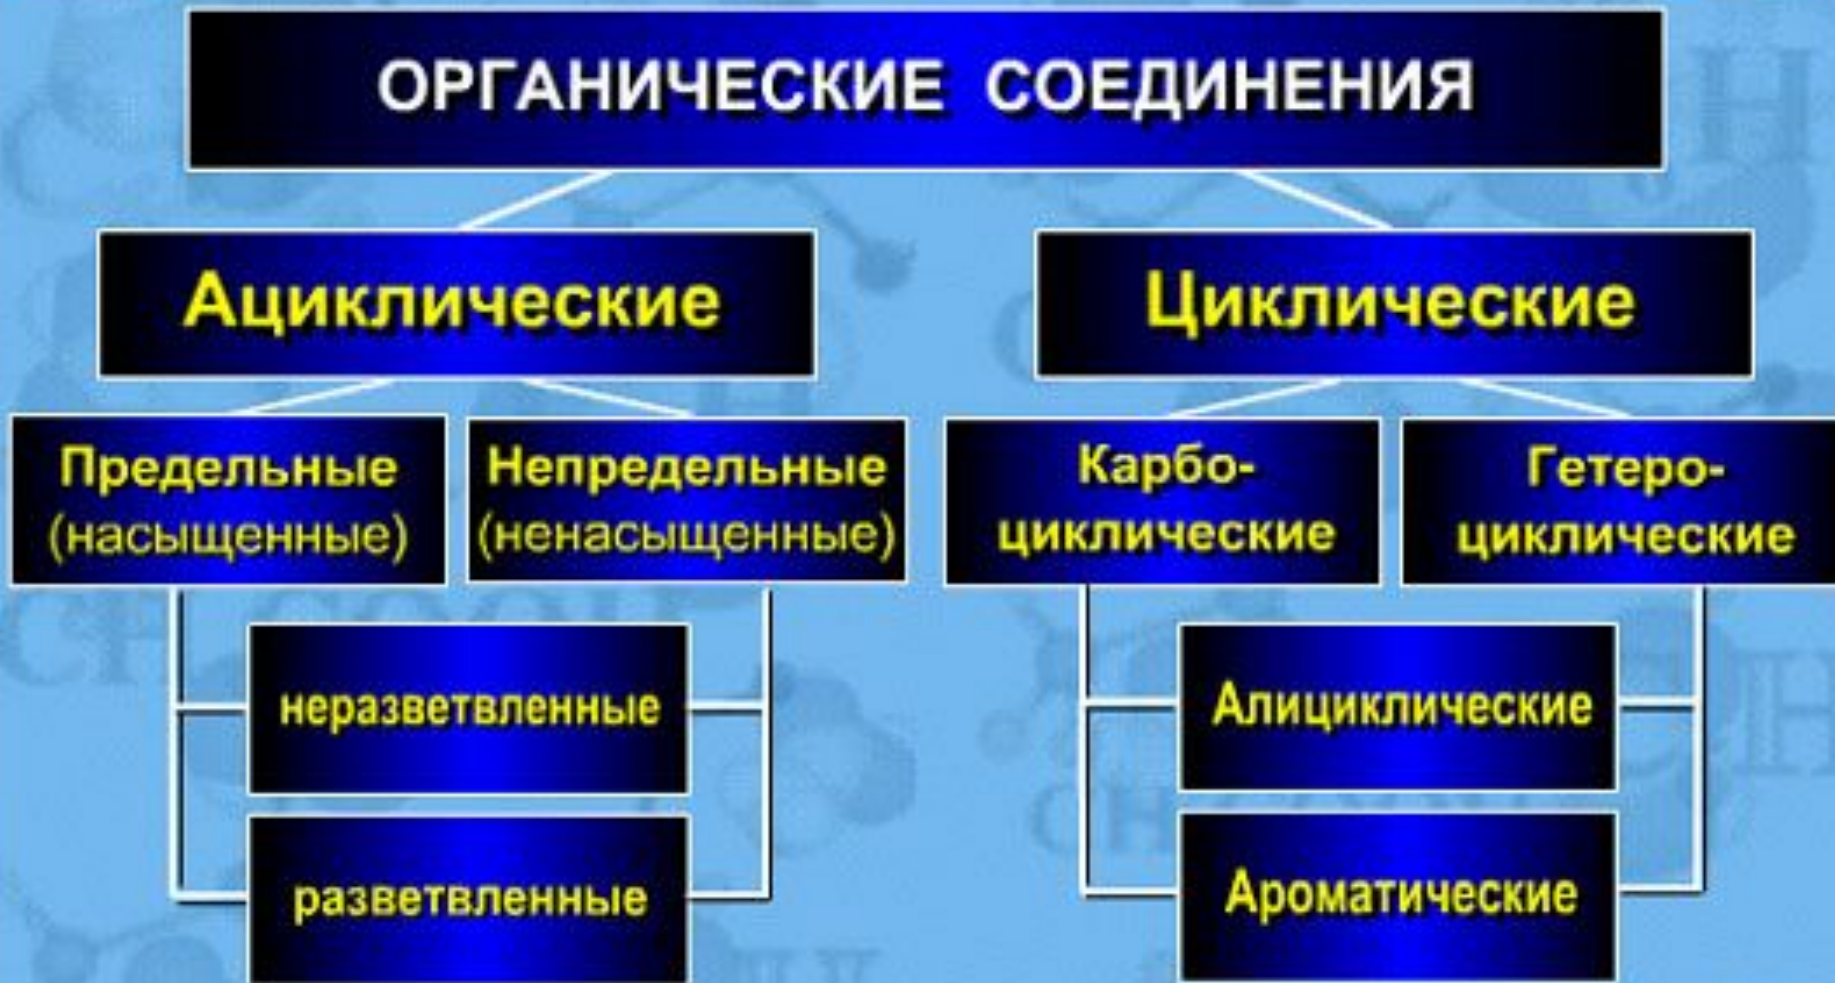 ОРГАНИЧЕСКИЕ СОЕДИНЕНИЯ
Ациклические
Циклические
Предельные
(насыщенные)
Непредельные
(ненасыщенные)
Карбо-
циклические
Гетеро-
циклические
неразветвленные
разветвленные
Алициклические
Ароматические